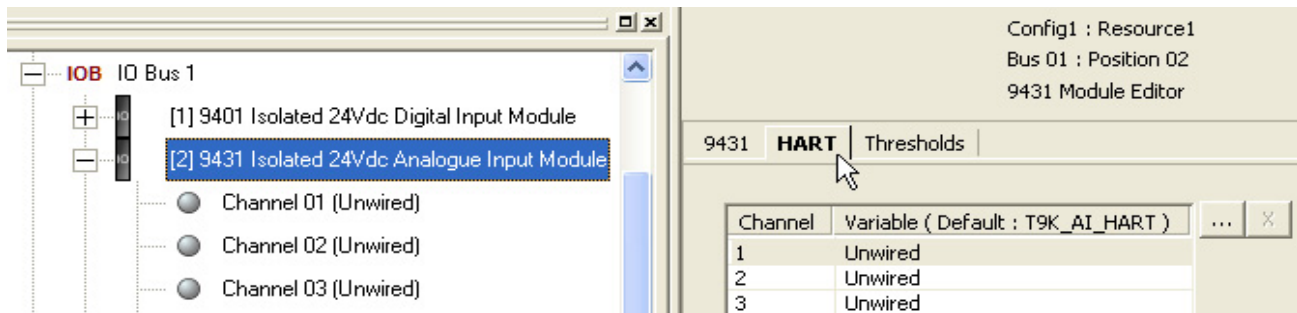 IOB IO Bus 1
IO [1] 9401 Isolated 24Vdc Digital Input Module
IO [2] 9431 Isolated 24Vdc Analogue Input Module
Channel 01 (Unwired)
Channel 02 (Unwired)
Channel 03 (Unwired)
Config1 : Resource1
Bus 01 : Position 02
9431 Module Editor
9431 HART Thresholds
Channel Variable ( Default : T9K_AI_HART ) ... X
1 Unwired
2 Unwired
3 Unwired